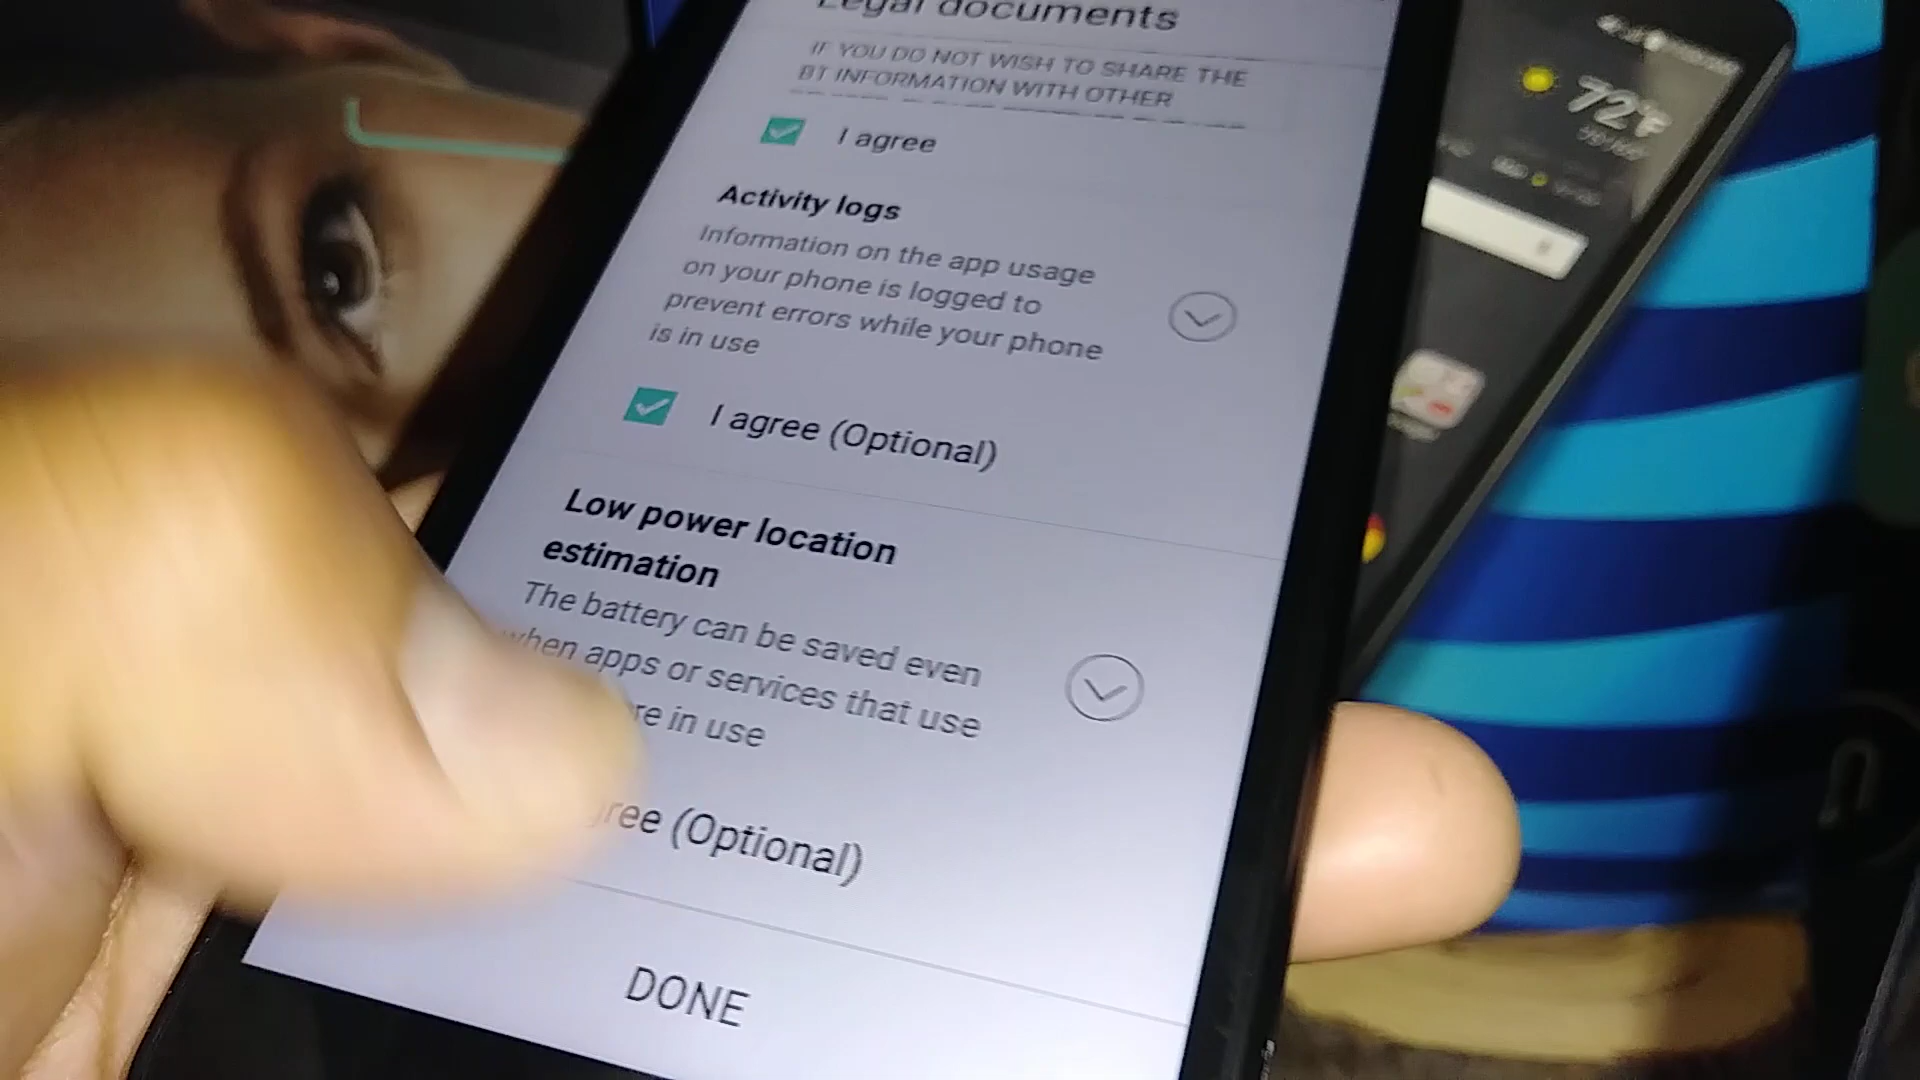 Legal documents
IF YOU DO NOT WISH TO SHARE THE
BT INFORMATION WITH OTHER
I agree
Activity logs
Information on the app usage
on your phone is logged to
prevent errors while your phone
is in use
I agree (Optional)
Low power location
estimation
The battery can be saved even
when apps or services that use
in use
(Optional)
DONE
72°F